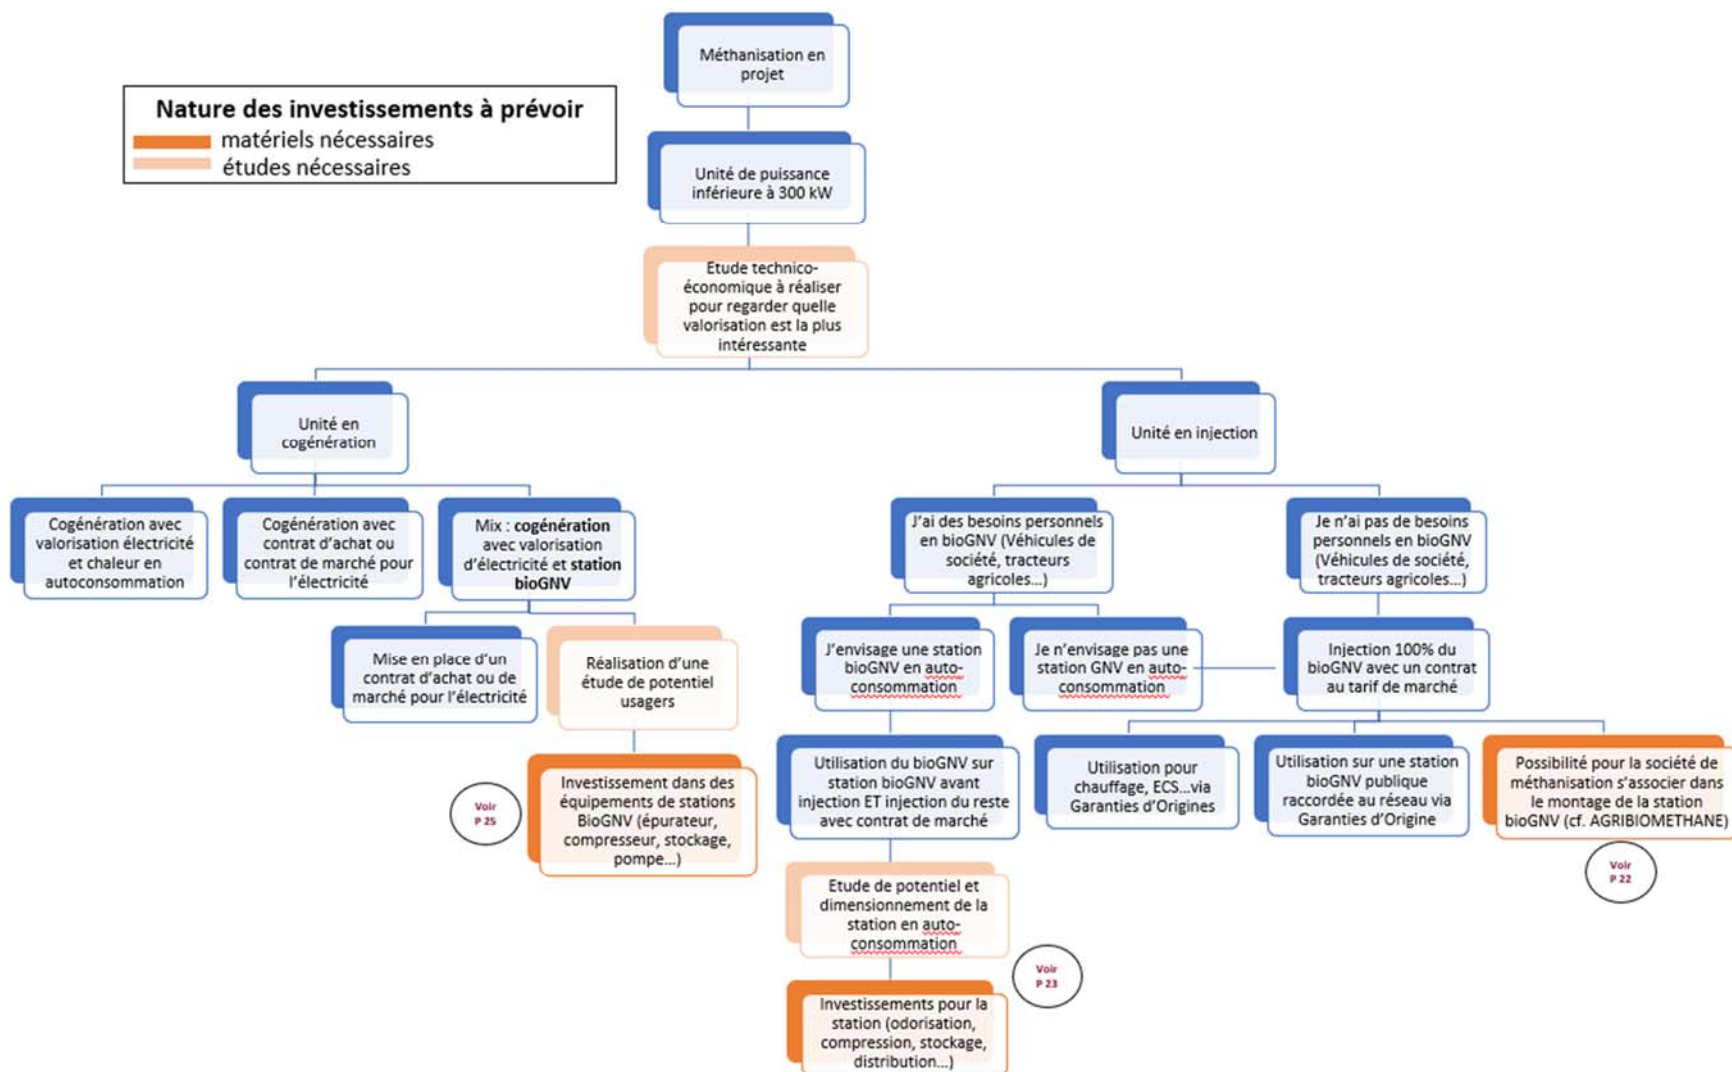 Méthanisation en
projet
Nature des investissements à prévoir
matériels nécessaires
études nécessaires
Unité de puissance
inférieure à 300 kW
Etude technico-
économique à réaliser
pour regarder quelle
valorisation est la plus
intéressante
Unité en
cogénération
Unité en injection
Cogénération avec
valorisation électricité
et chaleur en
autoconsommation
Cogénération avec
contrat d'achat ou
contrat de marché pour
l'électricité
Mix : cogénération
avec valorisation
d'électricité et station
bioGNV
J'ai des besoins personnels
en bioGNV (Véhicules de
société, tracteurs
agricoles...)
Je n'ai pas de besoins
personnels en bioGNV
(Véhicules de société,
tracteurs agricoles...)
Mise en place d'un
contrat d'achat ou de
marché pour l'électricité
Réalisation d'une
étude de potentiel
usagers
J'envisage une station
bioGNV en auto-
consommation
Je n'envisage pas une
station GNV en auto-
consommation
Injection 100% du
bioGNV avec un contrat
au tarif de marché
Voir
P 25
Investissement dans des
équipements de stations
BioGNV (épurateur,
compresseur, stockage,
pompe...)
Utilisation du bioGNV sur
station bioGNV avant
injection ET injection du reste
avec contrat de marché
Utilisation pour
chauffage, ECS...via
Garanties d'Origines
Utilisation sur une station
bioGNV publique
raccordée au réseau via
Garanties d'Origine
Possibilité pour la société de
méthanisation s'associer dans
le montage de la station
bioGNV (cf. AGRIBIOMETHANE)
Voir
P 22
Etude de potentiel et
dimensionnement de la
station en auto-
consommation
Voir
P 23
Investissements pour la
station (odorisation,
compression, stockage,
distribution...)